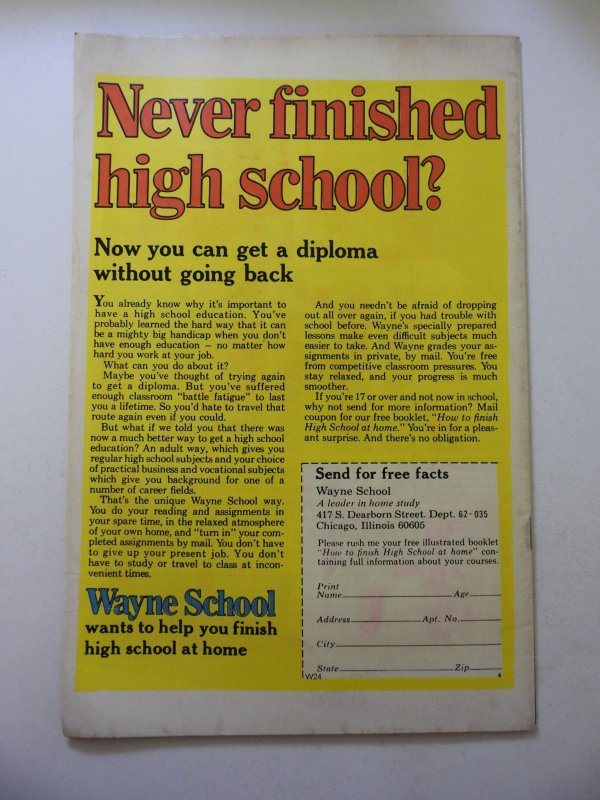 Never finished
high school?
Now you can get a diploma
without going back
You already know why it's important to
have a high school education. You've
probably learned the hard way that it can
be a mighty big handicap when you don't
have enough education – no matter how
hard you work at your job.
What can you do about it?
Maybe you've thought of trying again
to get a diploma. But you've suffered
enough classroom "battle fatigue" to last
you a lifetime. So you'd hate to travel that
route again even if you could.
But what if we told you that there was
now a much better way to get a high school
education? An adult way, which gives you
regular high school subjects and your choice
of practical business and vocational subjects
which give you background for one of a
number of career fields.
That's the unique Wayne School way.
You do your reading and assignments in
your spare time, in the relaxed atmosphere
of your own home, and "turn in" your com-
pleted assignments by mail. You don't have
to give up your present job. You don't
have to study or travel to class at incon-
venient times.
Wayne School
wants to help you finish
high school at home
And you needn't be afraid of dropping
out all over again, if you had trouble with
school before. Wayne's specially prepared
lessons make even difficult subjects much
easier to take. And Wayne grades your as-
signments in private, by mail. You're free
from competitive classroom pressures. You
stay relaxed, and your progress is much
smoother.
If you're 17 or over and not now in school,
why not send for more information? Mail
coupon for our free booklet, "How to finish
High School at home." You're in for a pleas-
ant surprise. And there's no obligation.
Send for free facts
Wayne School
A leader in home study
417 S. Dearborn Street. Dept. 62-035
Chicago, Illinois 60605
Please rush me your free illustrated booklet
"How to finish High School at home" con-
taining full information about your courses.
Print
Name Age
Address Apt. No.
City
State Zip
W24 4